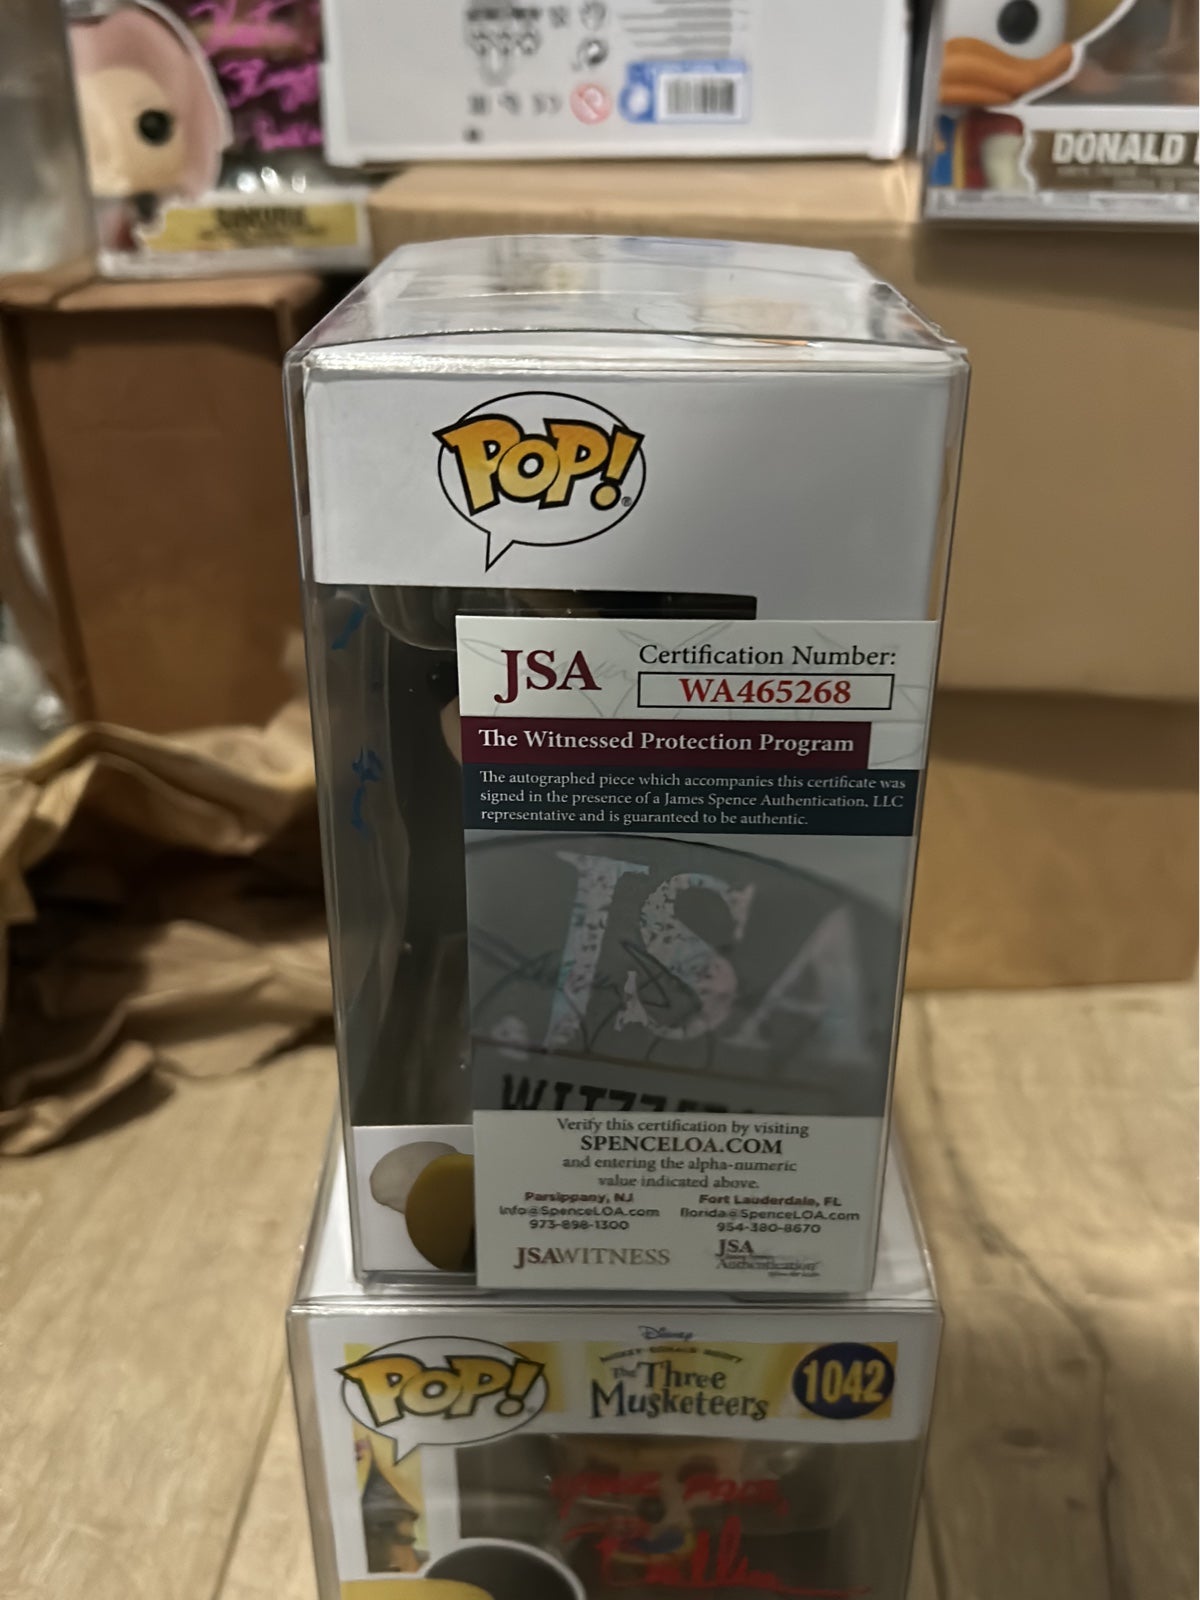 DONALD
POP!
JSA
Certification Number:
WA465268
The Witnessed Protection Program
The autographed piece which accompanies this certificate was
signed in the presence of a James Spence Authentication, LLC
representative and is guaranteed to be authentic.
JSA
Verify this certification by visiting
SPENCELOA.COM
and entering the alpha-numeric
value indicated above.
Parsippany, NJ
info@SpenceLOA.com
973-898-1300
Fort Lauderdale, FL
florida@SpenceLOA.com
954-380-8670
JSAWITNESS
JSA
Authentication
POP!
Disney
The Three
Musketeers
1042